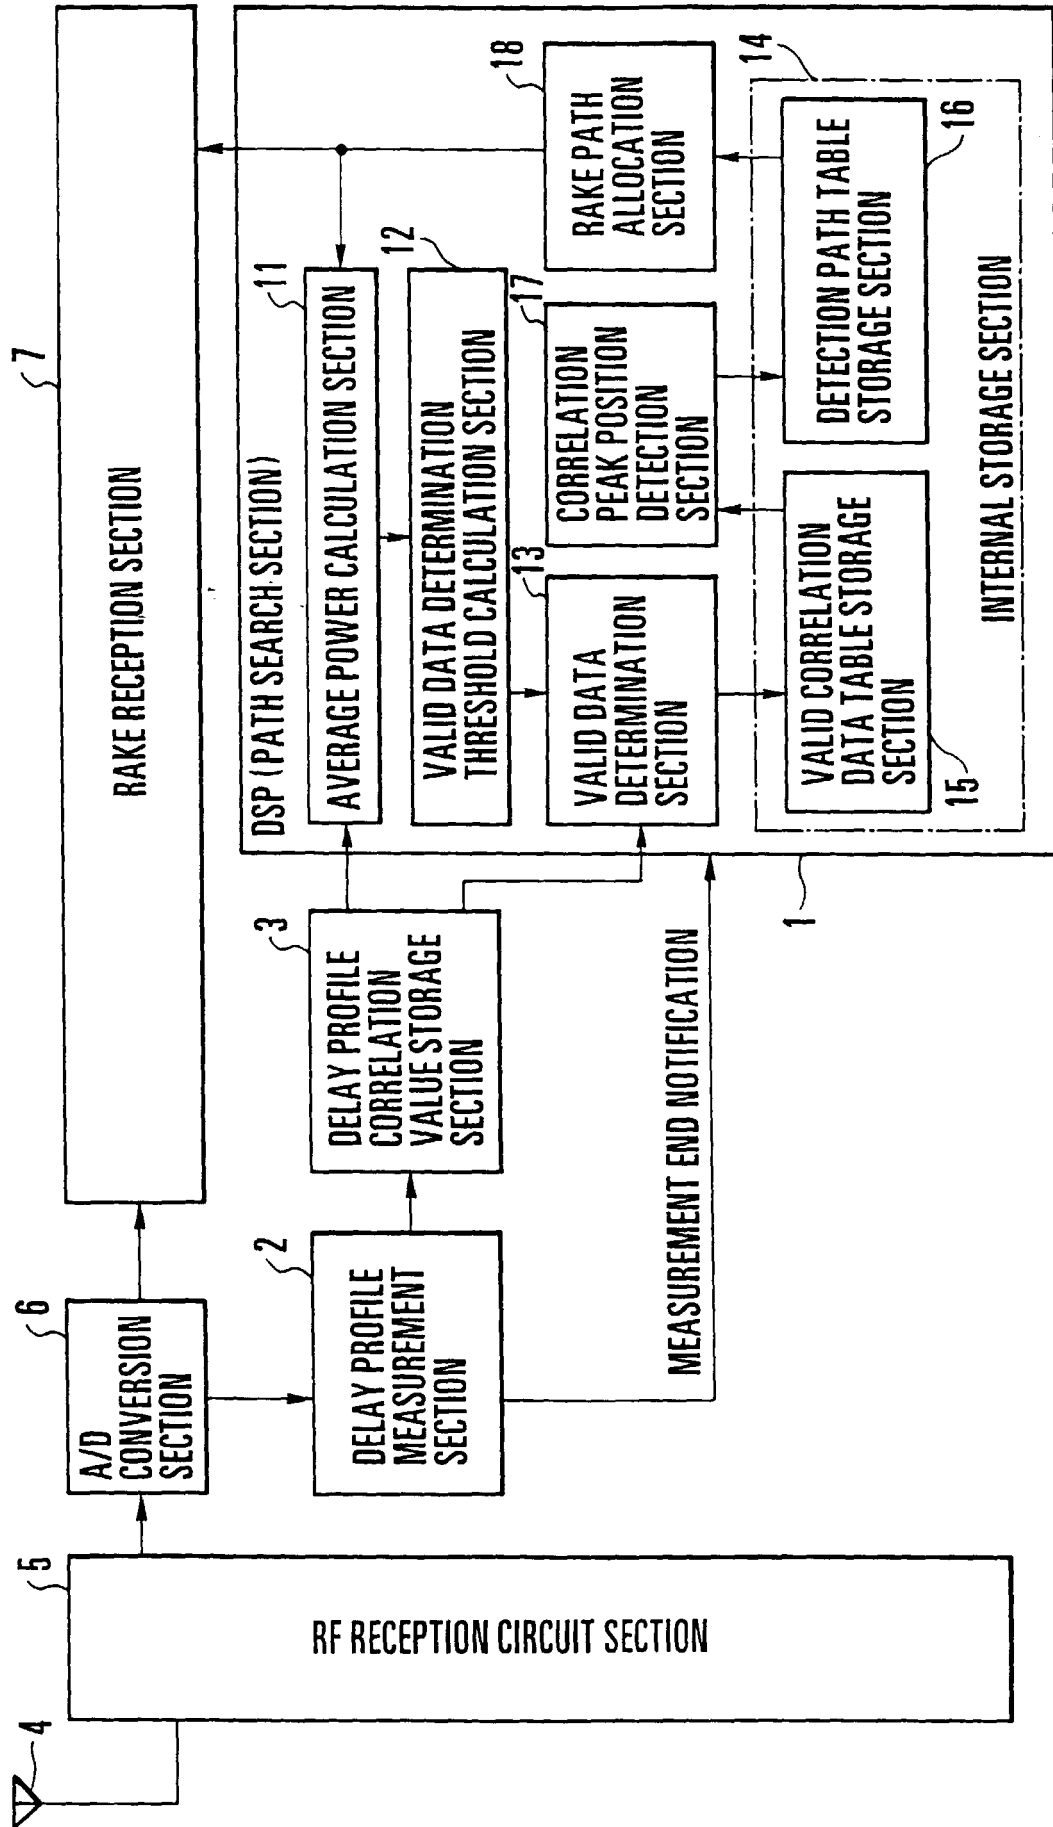 4
5
RF RECEPTION CIRCUIT SECTION
6
A/D
CONVERSION
SECTION
7
RAKE RECEPTION SECTION
2
DELAY PROFILE
MEASUREMENT
SECTION
3
DELAY PROFILE
CORRELATION
VALUE STORAGE
SECTION
MEASUREMENT END NOTIFICATION
1
DSP (PATH SEARCH SECTION)
11
AVERAGE POWER CALCULATION SECTION
12
VALID DATA DETERMINATION
THRESHOLD CALCULATION SECTION
13
VALID DATA
DETERMINATION
SECTION
17
CORRELATION
PEAK POSITION
DETECTION
SECTION
18
RAKE PATH
ALLOCATION
SECTION
14
15
VALID CORRELATION
DATA TABLE STORAGE
SECTION
16
DETECTION PATH TABLE
STORAGE SECTION
INTERNAL STORAGE SECTION